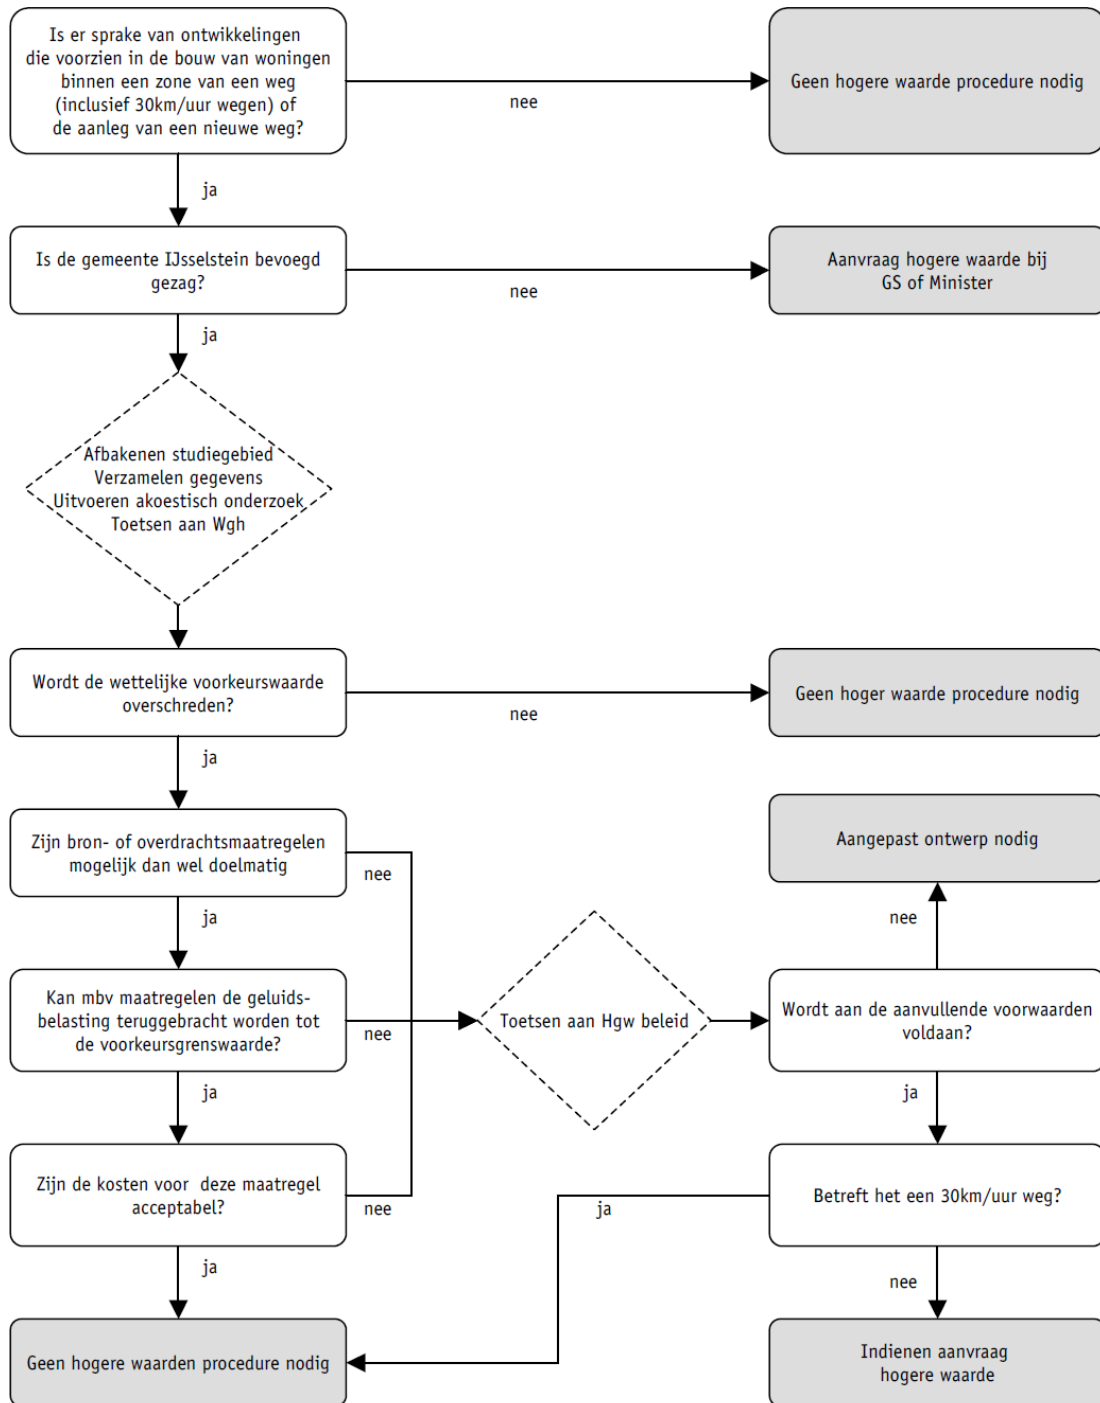 Is er sprake van ontwikkelingen
die voorzien in de bouw van woningen
binnen een zone van een weg
(inclusief 30km/uur wegen) of
de aanleg van een nieuwe weg?
nee
Geen hogere waarde procedure nodig
ja
Is de gemeente IJsselstein bevoegd
gezag?
nee
Aanvraag hogere waarde bij
GS of Minister
ja
Afbakenen studiegebied
Verzamelen gegevens
Uitvoeren akoestisch onderzoek
Toetsen aan Wgh
Wordt de wettelijke voorkeurswaarde
overschreden?
nee
Geen hoger waarde procedure nodig
ja
Zijn bron- of overdrachtsmaatregelen
mogelijk dan wel doelmatig
nee
ja
Kan mbv maatregelen de geluids-
belasting teruggebracht worden tot
de voorkeursgrenswaarde?
nee
ja
Zijn de kosten voor deze maatregel
acceptabel?
nee
ja
Geen hogere waarden procedure nodig
Toetsen aan Hgw beleid
Aangepast ontwerp nodig
nee
Wordt aan de aanvullende voorwaarden
voldaan?
ja
Betreft het een 30km/uur weg?
ja
nee
Indienen aanvraag
hogere waarde